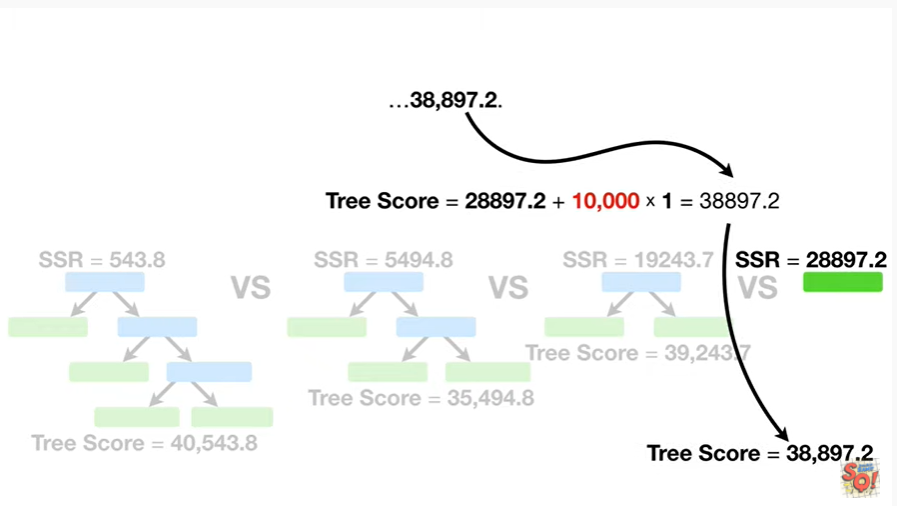 …38,897.2.
Tree Score = 28897.2 + 10,000 × 1 = 38897.2
SSR = 543.8
SSR = 5494.8
SSR = 19243.7
SSR = 28897.2
VS
VS
VS
Tree Score = 39,243.7
Tree Score = 35,494.8
Tree Score = 40,543.8
Tree Score = 38,897.2
SQ!